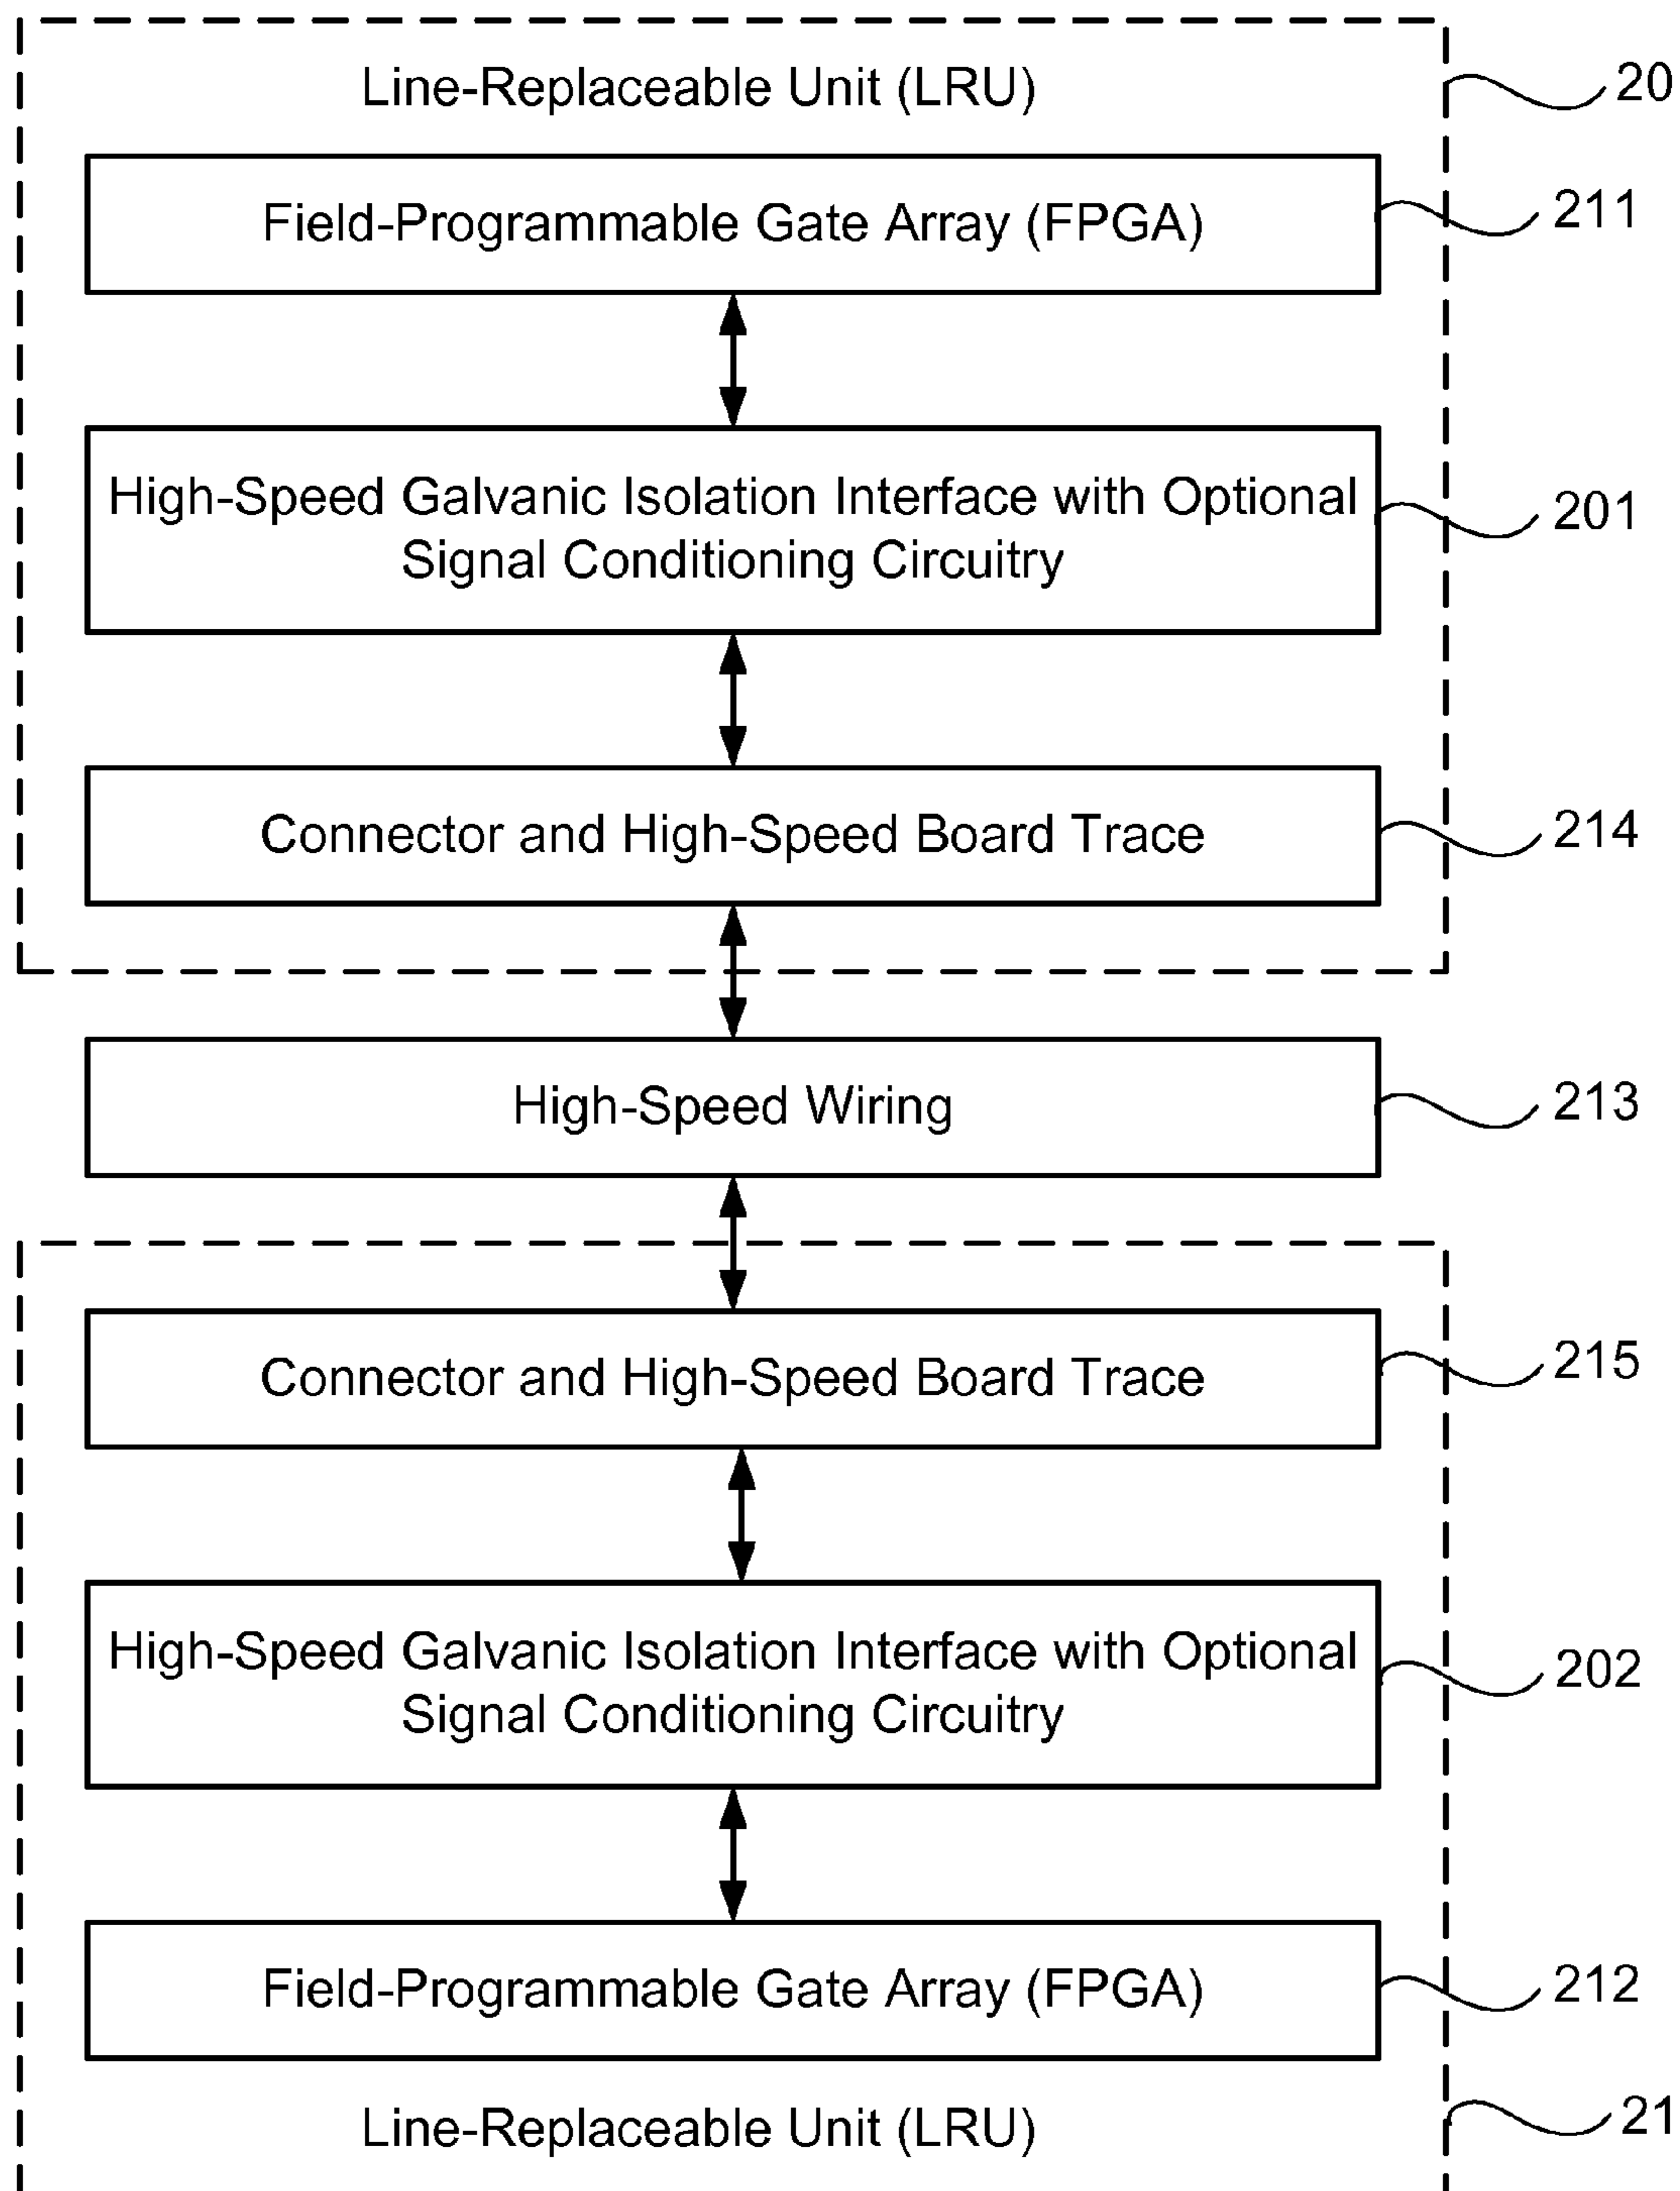 Line-Replaceable Unit (LRU)
20
Field-Programmable Gate Array (FPGA)
211
High-Speed Galvanic Isolation Interface with Optional
Signal Conditioning Circuitry
201
Connector and High-Speed Board Trace
214
High-Speed Wiring
213
Connector and High-Speed Board Trace
215
High-Speed Galvanic Isolation Interface with Optional
Signal Conditioning Circuitry
202
Field-Programmable Gate Array (FPGA)
212
Line-Replaceable Unit (LRU)
21